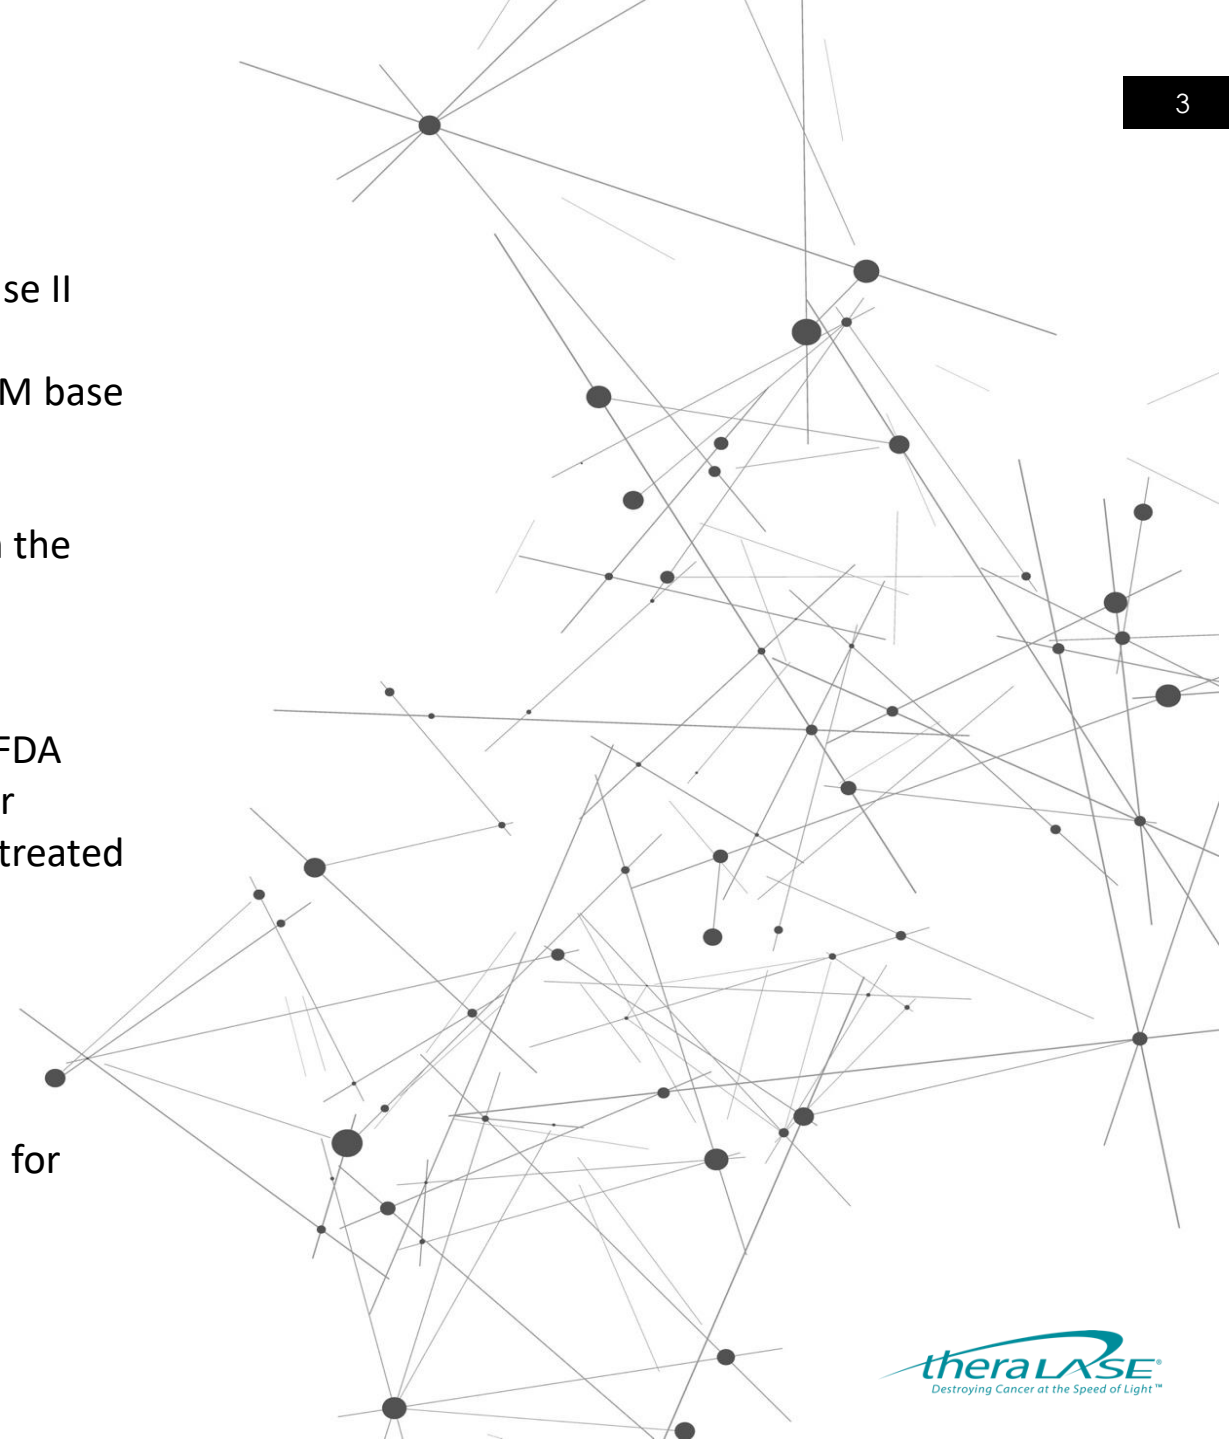 3
se II
M base
the
FDA
r
treated
for
theraLASE®
Destroying Cancer at the Speed of Light™